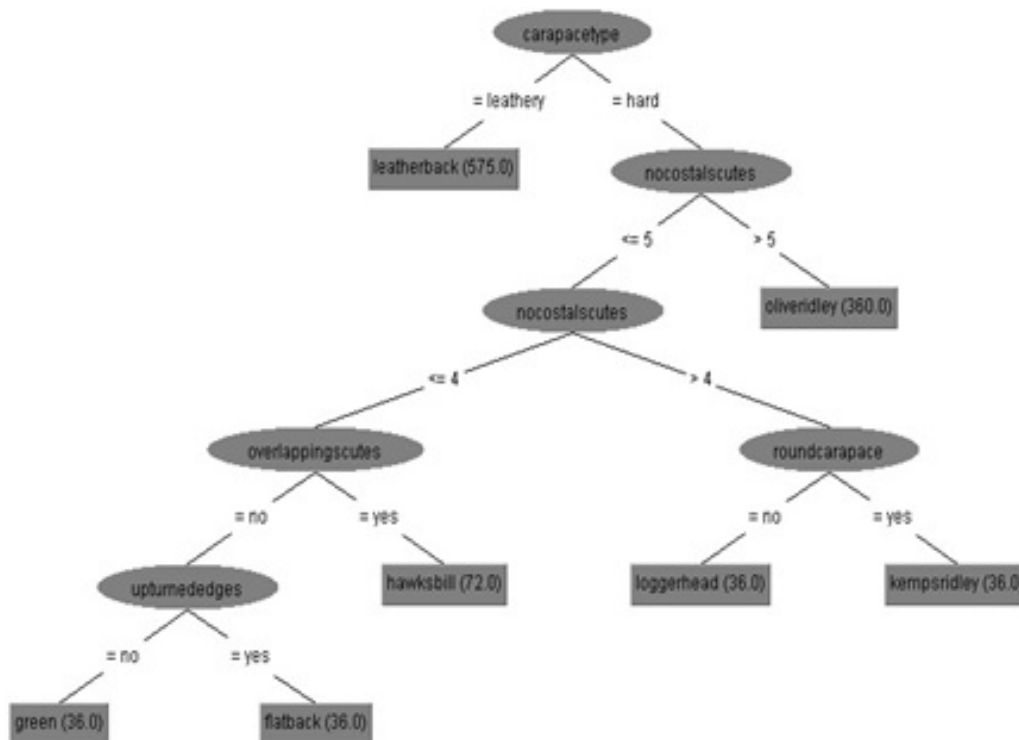 carapacetype
= leathery
= hard
leatherback (575.0)
nocostalscutes
<= 5
> 5
nocostalscutes
oliveridley (360.0)
<= 4
> 4
overlappingscutes
roundcarapace
= no
= yes
= no
= yes
upturnededges
hawksbill (72.0)
loggerhead (36.0)
kempsridley (36.0
= no
= yes
green (36.0)
flatback (36.0)